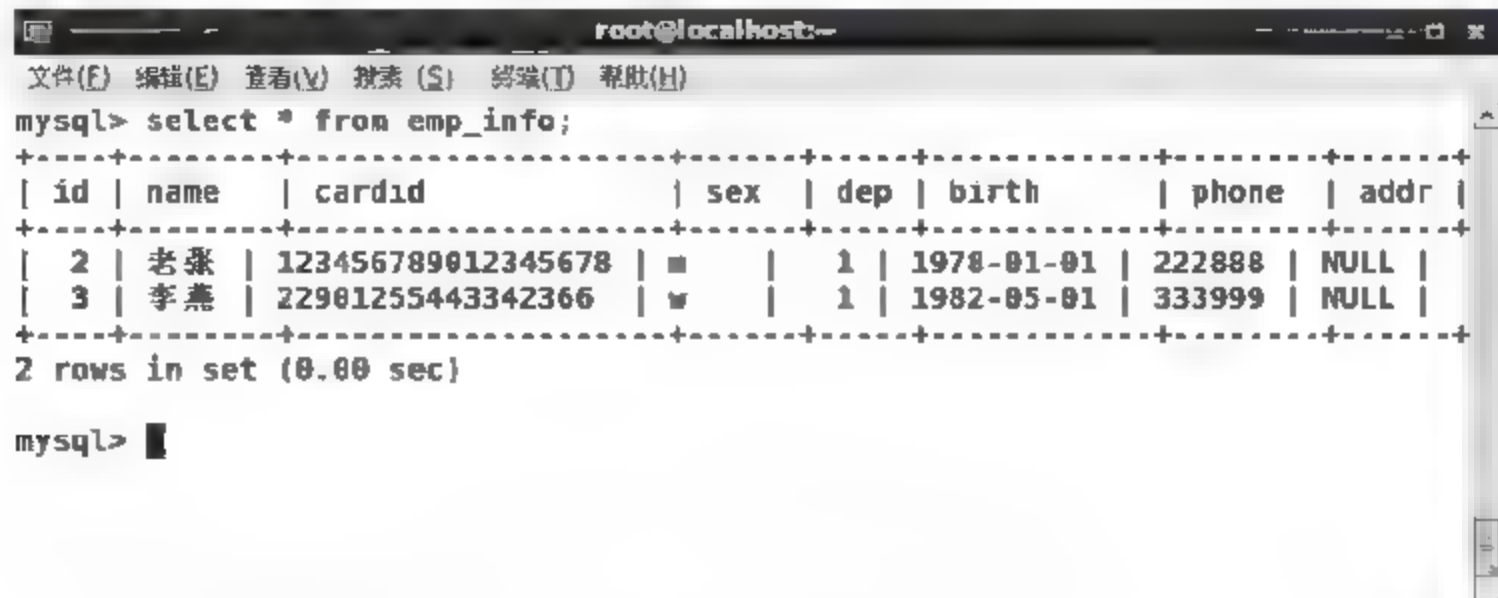 root@localhost:~
文件(F) 编辑(E) 查看(V) 搜索 (S) 终端(T) 帮助(H)
mysql> select * from emp_info;
+----+--------+--------------------+------+-----+------------+--------+------+
| id | name | cardid | sex | dep | birth | phone | addr |
+----+--------+--------------------+------+-----+------------+--------+------+
| 2 | 老张 | 123456789012345678 | m | 1 | 1978-01-01 | 222888 | NULL |
| 3 | 李燕 | 22901255443342366 | w | 1 | 1982-05-01 | 333999 | NULL |
+----+--------+--------------------+------+-----+------------+--------+------+
2 rows in set (0.00 sec)
mysql>